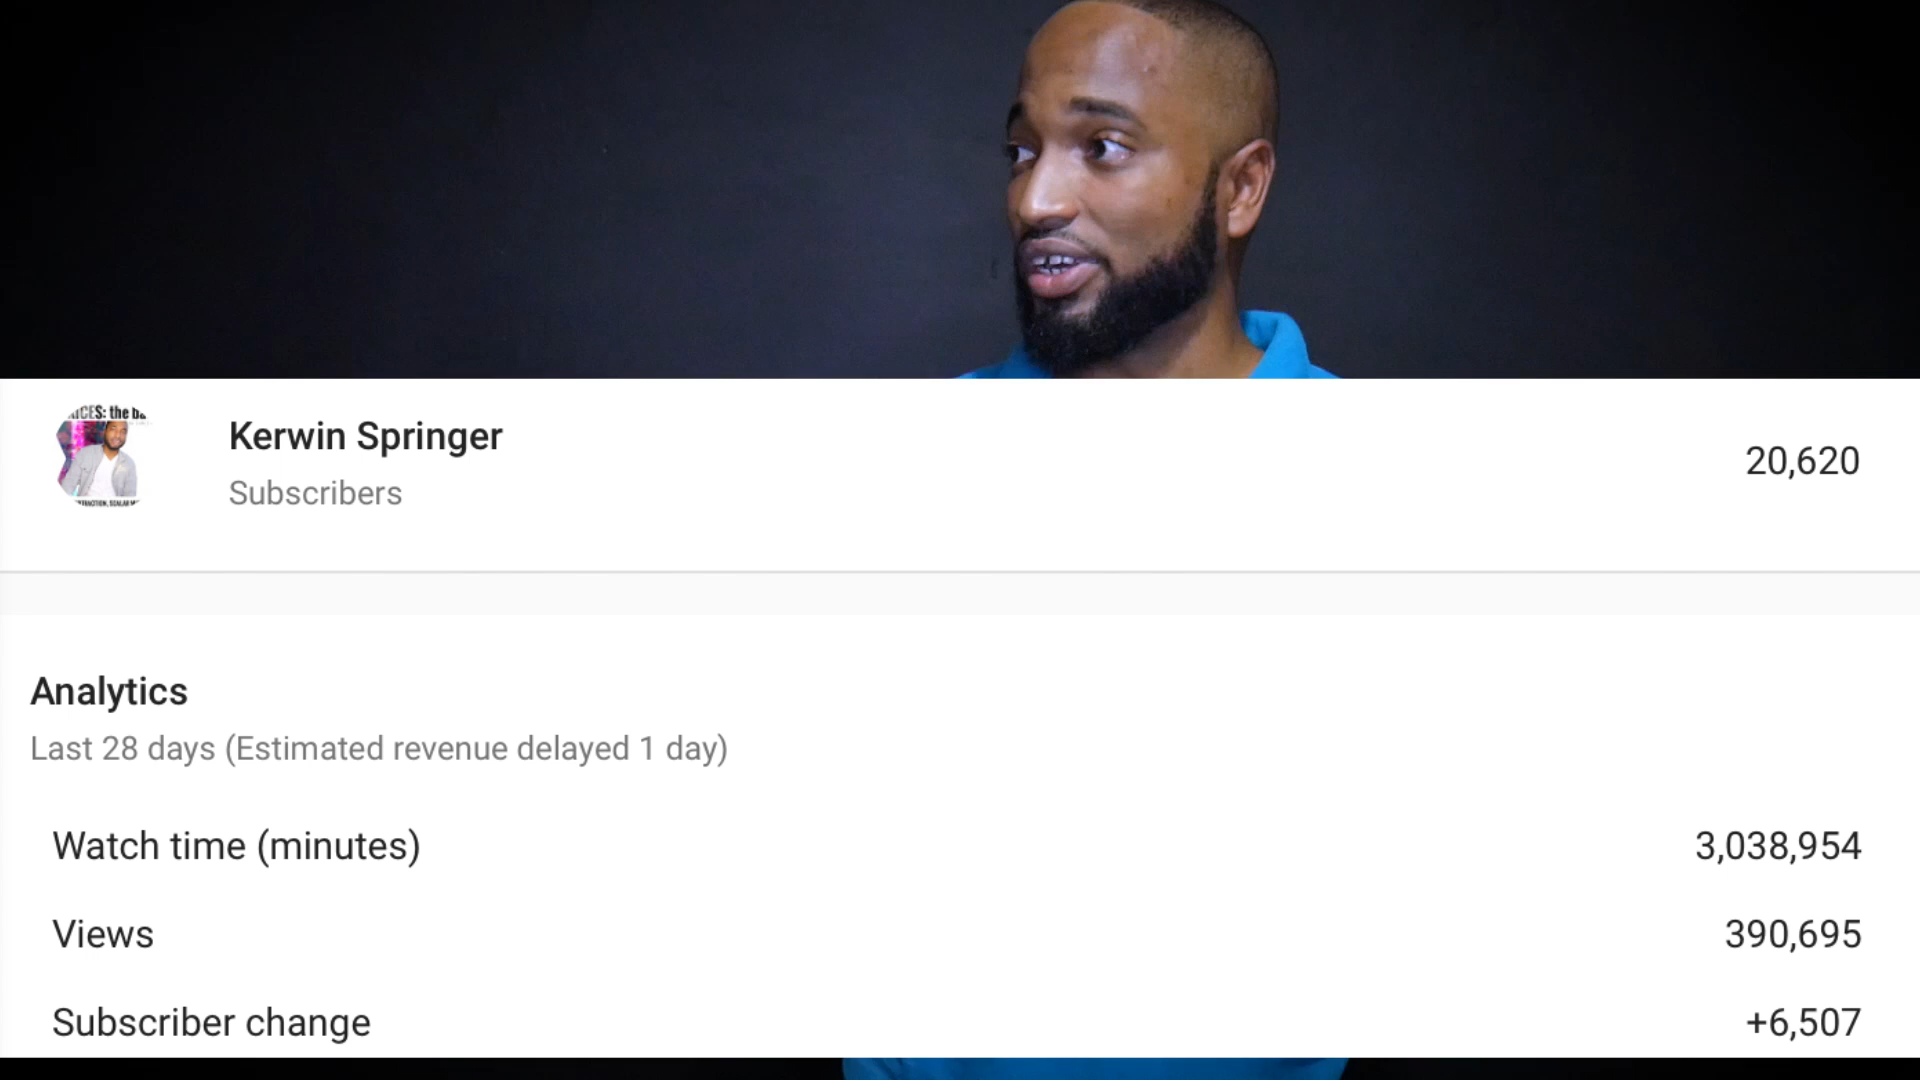 Kerwin Springer
20,620
Subscribers
Analytics
Last 28 days (Estimated revenue delayed 1 day)
Watch time (minutes)
3,038,954
Views
390,695
Subscriber change
+6,507